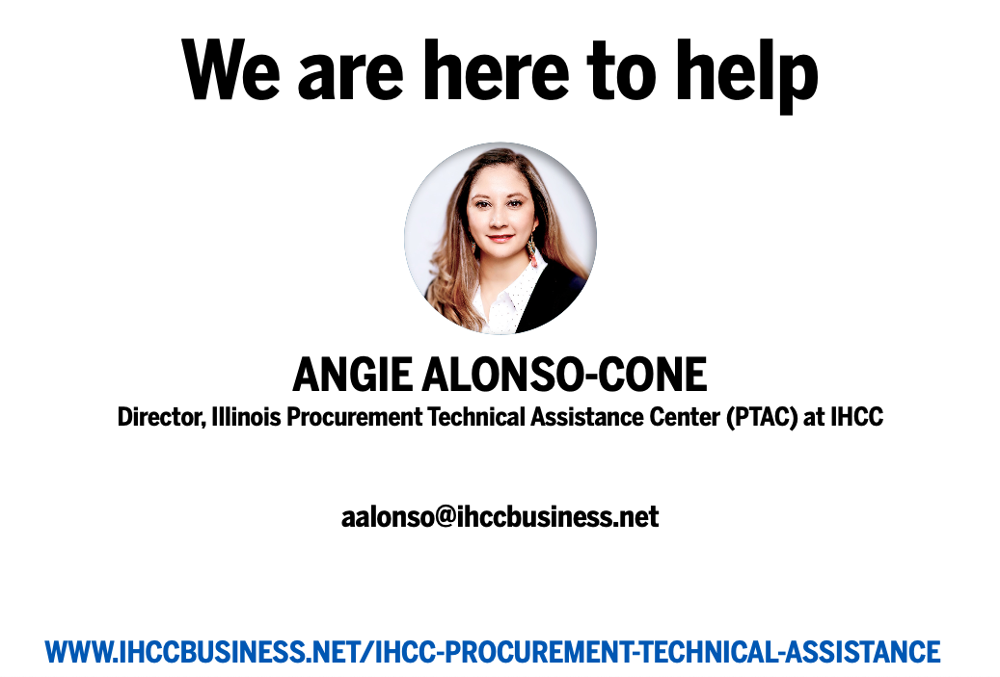 We are here to help
ANGIE ALONSO-CONE
Director, Illinois Procurement Technical Assistance Center (PTAC) at IHCC
aalonso@ihccbusiness.net
WWW.IHCCBUSINESS.NET/IHCC-PROCUREMENT-TECHNICAL-ASSISTANCE